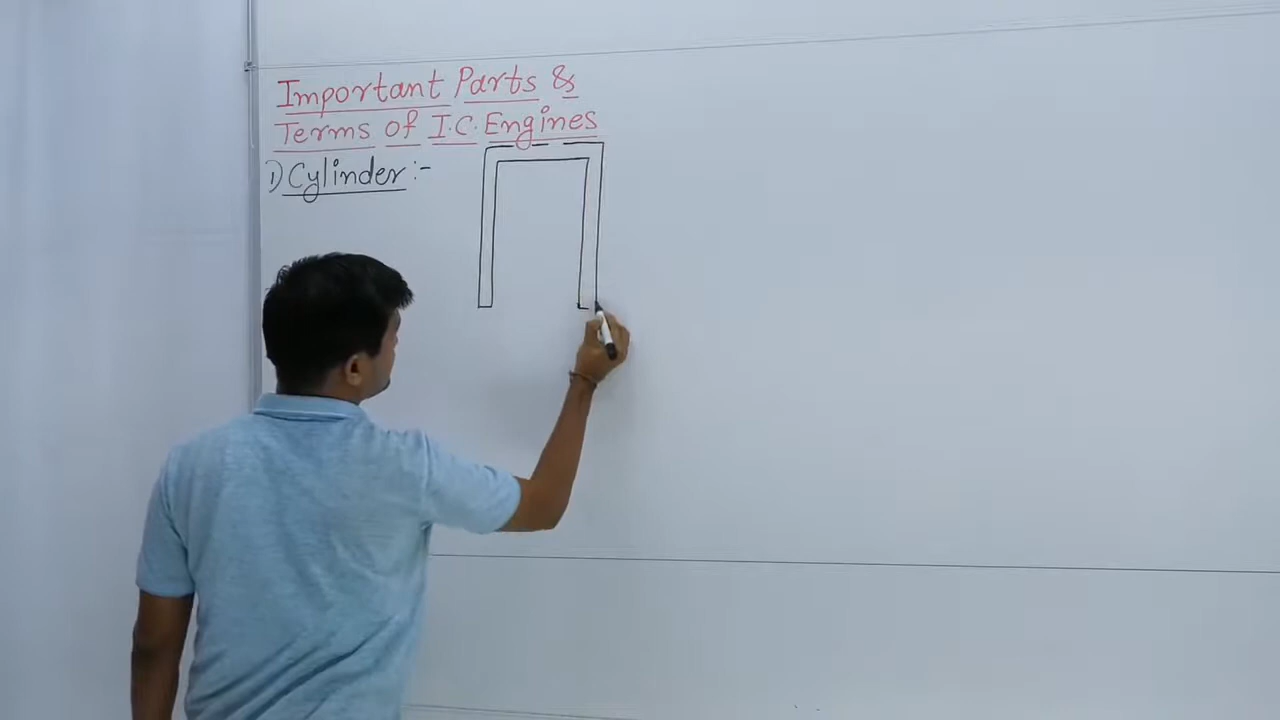 Important Parts &
Terms of I.C. Engines
1) Cylinder :-